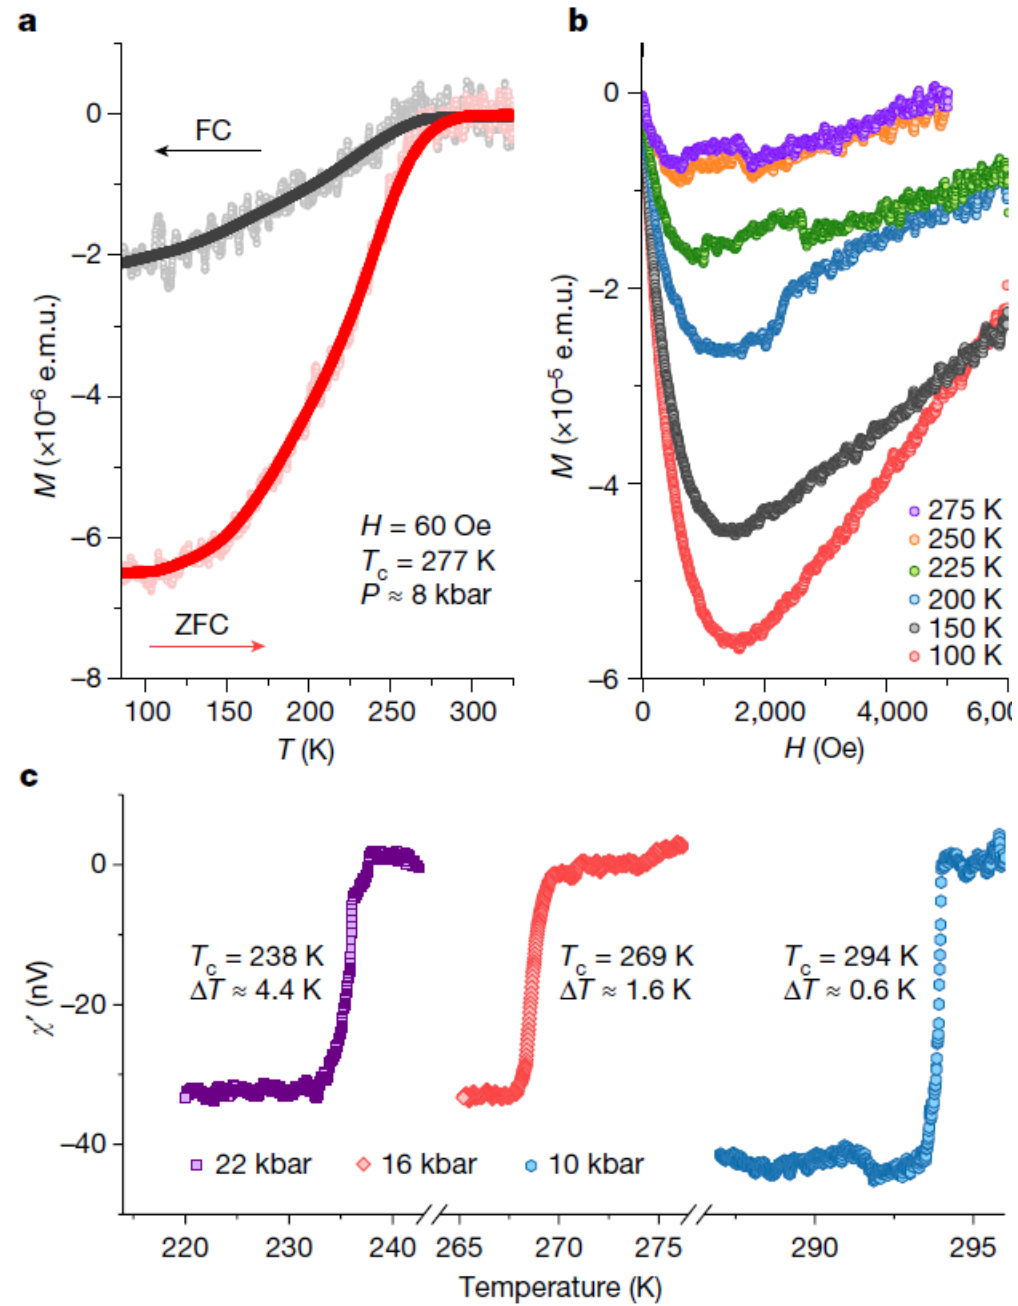 a
0
−2
−4
−6
−8
M (×10⁻⁶ e.m.u.)
FC
H = 60 Oe
Tc = 277 K
P ≈ 8 kbar
ZFC
100 150 200 250 300
T (K)
b
0
−2
−4
−6
M (×10⁻⁵ e.m.u.)
275 K
250 K
225 K
200 K
150 K
100 K
0 2,000 4,000 6,00
H (Oe)
c
0
−20
−40
χ′ (nV)
Tc = 238 K
ΔT ≈ 4.4 K
Tc = 269 K
ΔT ≈ 1.6 K
Tc = 294 K
ΔT ≈ 0.6 K
22 kbar 16 kbar 10 kbar
220 230 240 265 270 275 290 295
Temperature (K)